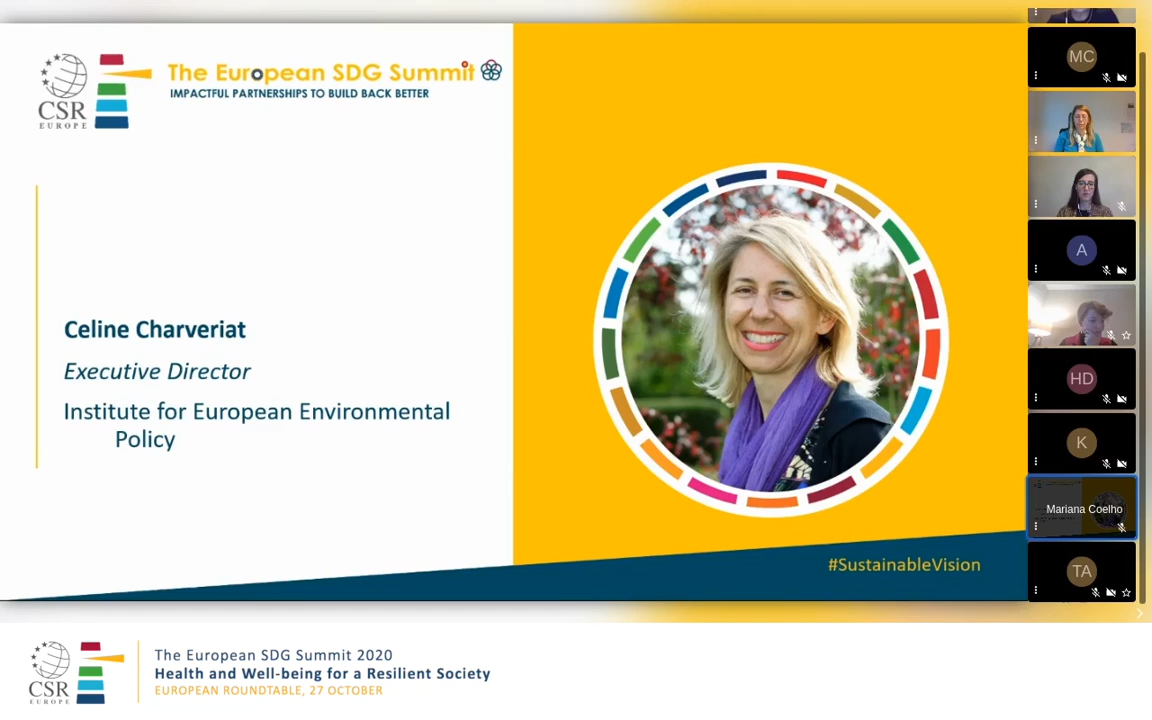 CSR
EUROPE
The European SDG Summit
IMPACTFUL PARTNERSHIPS TO BUILD BACK BETTER
Celine Charveriat
Executive Director
Institute for European Environmental
Policy
#SustainableVision
MC
A
HD
K
Mariana Coelho
TA
CSR
EUROPE
The European SDG Summit 2020
Health and Well-being for a Resilient Society
EUROPEAN ROUNDTABLE, 27 OCTOBER